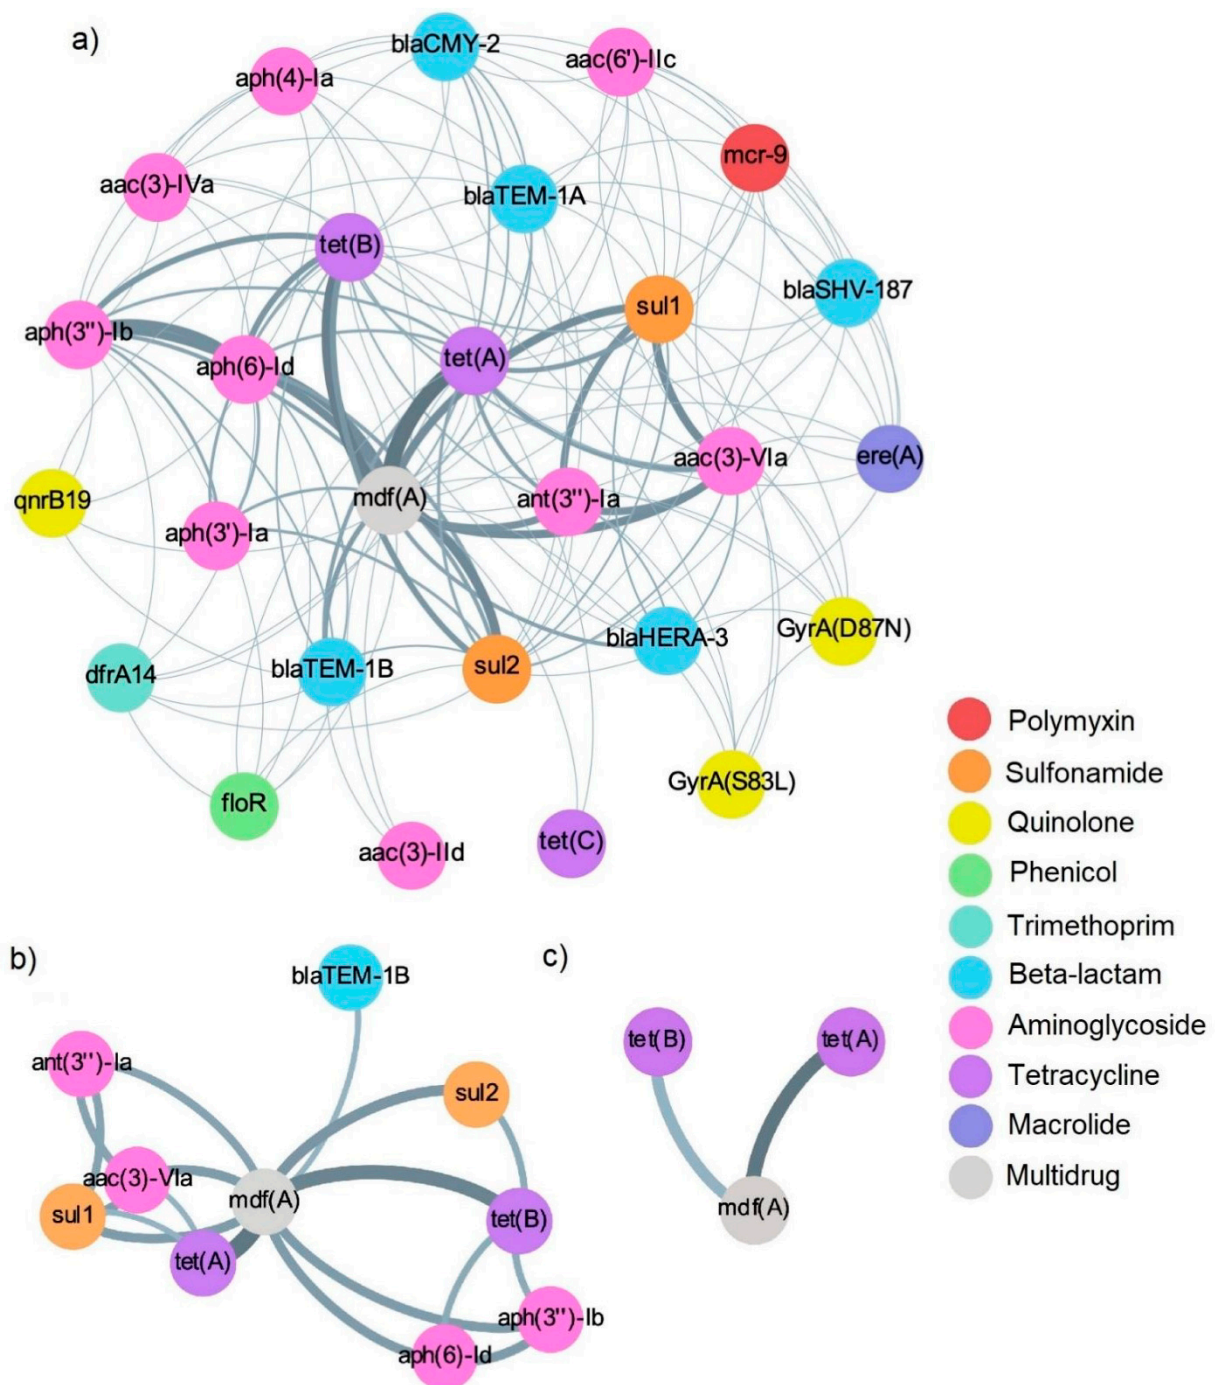 a)
blaCMY-2
aac(6')-IIc
aph(4)-Ia
mcr-9
aac(3)-IVa
blaTEM-1A
tet(B)
blaSHV-187
sul1
aph(3'')-Ib
tet(A)
aph(6)-Id
aac(3)-VIa
ere(A)
mdf(A)
ant(3'')-Ia
qnrB19
aph(3')-Ia
blaHERA-3
GyrA(D87N)
dfrA14
blaTEM-1B
sul2
GyrA(S83L)
floR
tet(C)
aac(3)-IId
Polymyxin
Sulfonamide
Quinolone
Phenicol
Trimethoprim
Beta-lactam
Aminoglycoside
Tetracycline
Macrolide
Multidrug
b)
blaTEM-1B
ant(3'')-Ia
sul2
aac(3)-VIa
mdf(A)
sul1
tet(B)
tet(A)
aph(3'')-Ib
aph(6)-Id
c)
tet(B)
tet(A)
mdf(A)